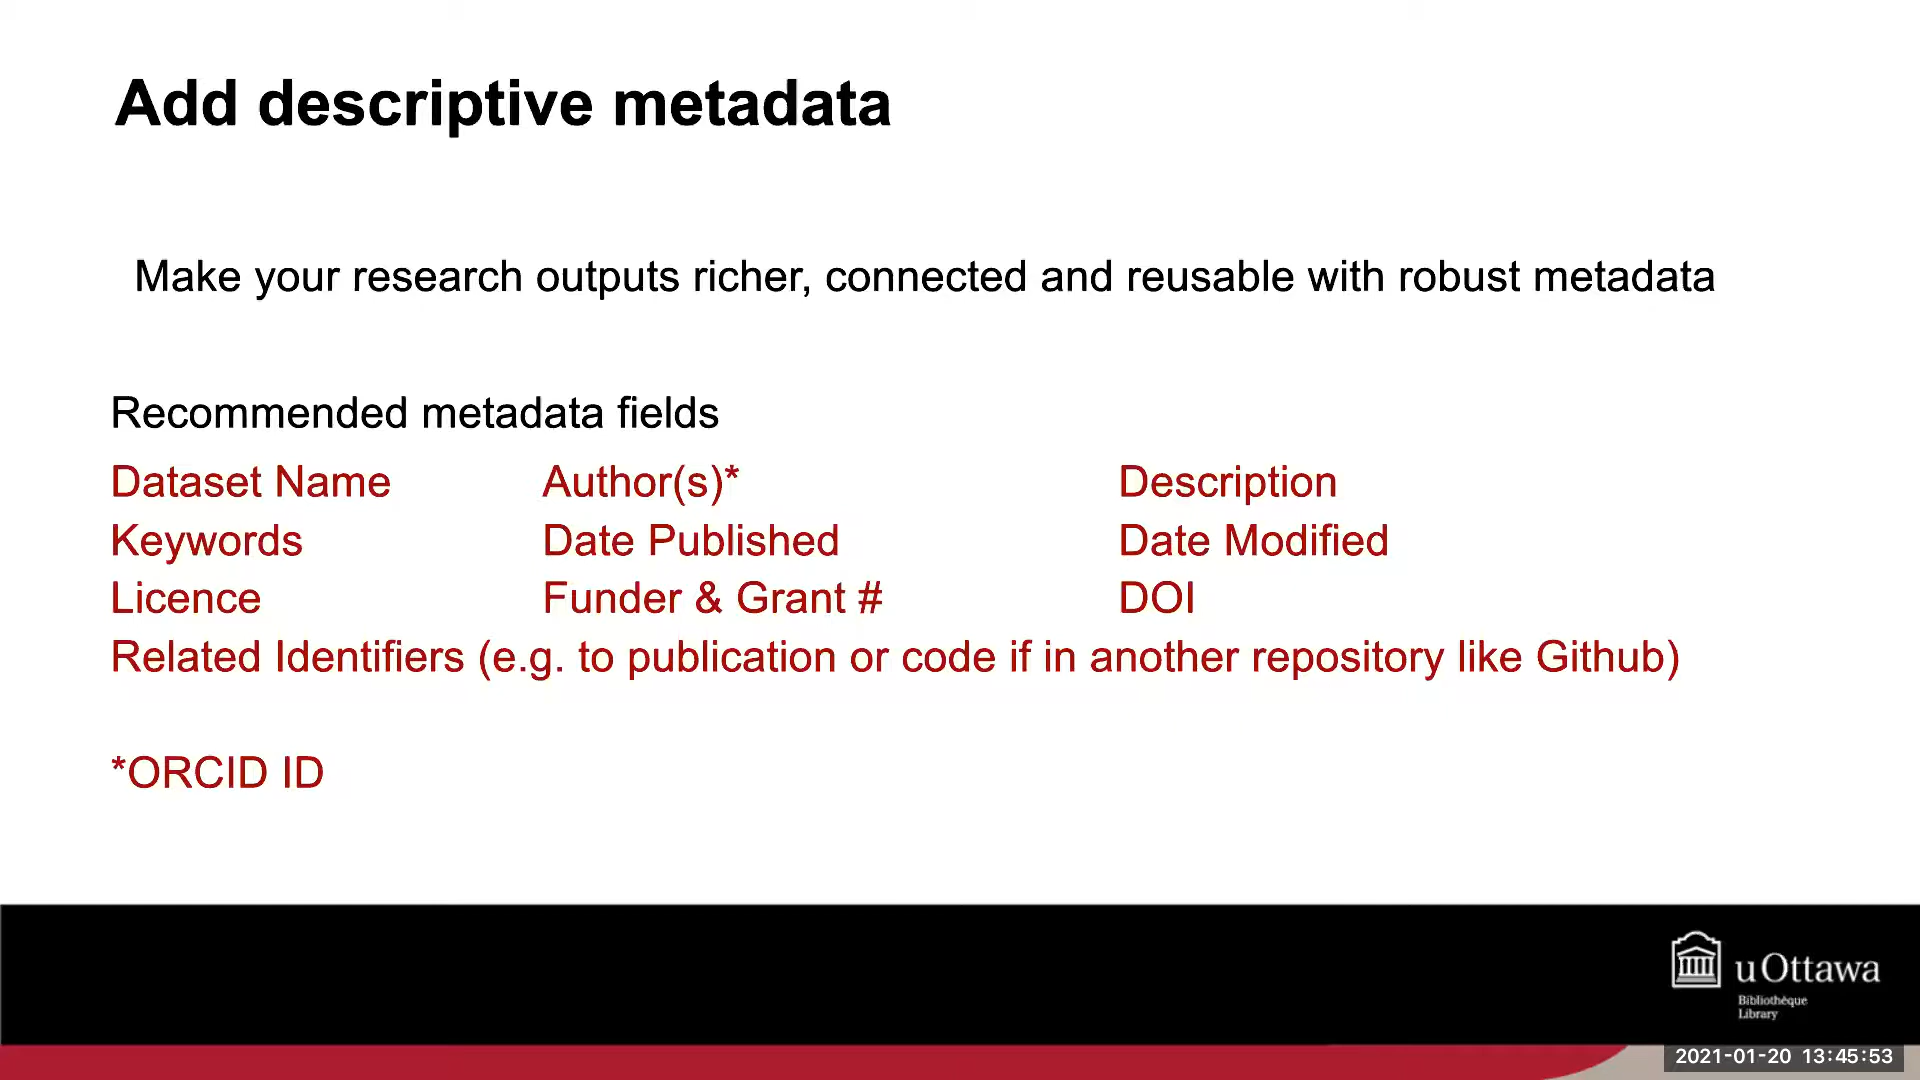 Add descriptive metadata
Make your research outputs richer, connected and reusable with robust metadata
Recommended metadata fields
Dataset Name Author(s)* Description
Keywords Date Published Date Modified
Licence Funder & Grant # DOI
Related Identifiers (e.g. to publication or code if in another repository like Github)
*ORCID ID
uOttawa
Bibliothèque
Library
2021-01-20 13:45:53